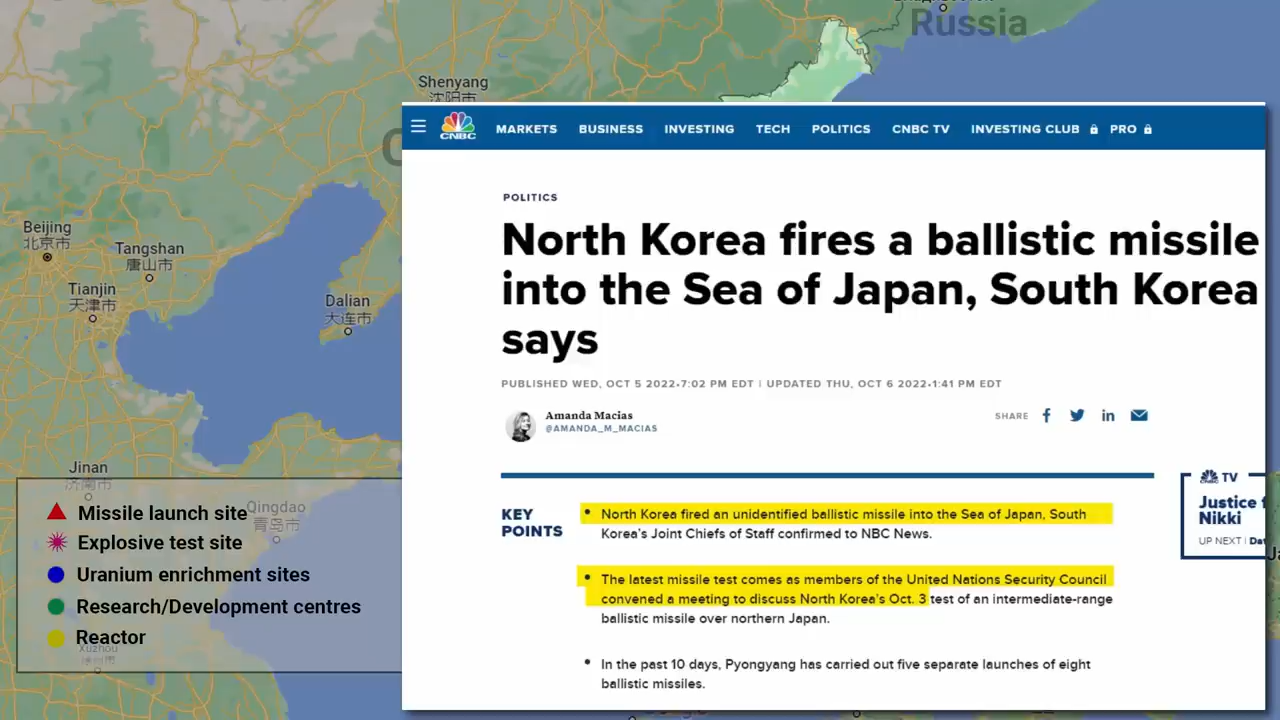 Russia
Shenyang
沈阳市
CNBC
MARKETS BUSINESS INVESTING TECH POLITICS CNBC TV INVESTING CLUB PRO
POLITICS
North Korea fires a ballistic missile
into the Sea of Japan, South Korea
says
PUBLISHED WED, OCT 5 2022•7:02 PM EDT | UPDATED THU, OCT 6 2022•1:41 PM EDT
Amanda Macias
@AMANDA_M_MACIAS
SHARE
KEY
POINTS
• North Korea fired an unidentified ballistic missile into the Sea of Japan, South
Korea's Joint Chiefs of Staff confirmed to NBC News.
• The latest missile test comes as members of the United Nations Security Council
convened a meeting to discuss North Korea's Oct. 3 test of an intermediate-range
ballistic missile over northern Japan.
• In the past 10 days, Pyongyang has carried out five separate launches of eight
ballistic missiles.
TV
Justice
Nikki
UP NEXT |
Beijing
北京市
Tangshan
唐山市
Tianjin
天津市
Dalian
大连市
Jinan
济南市
Qingdao
青岛市
Missile launch site
Explosive test site
Uranium enrichment sites
Research/Development centres
Reactor
Xuzhou